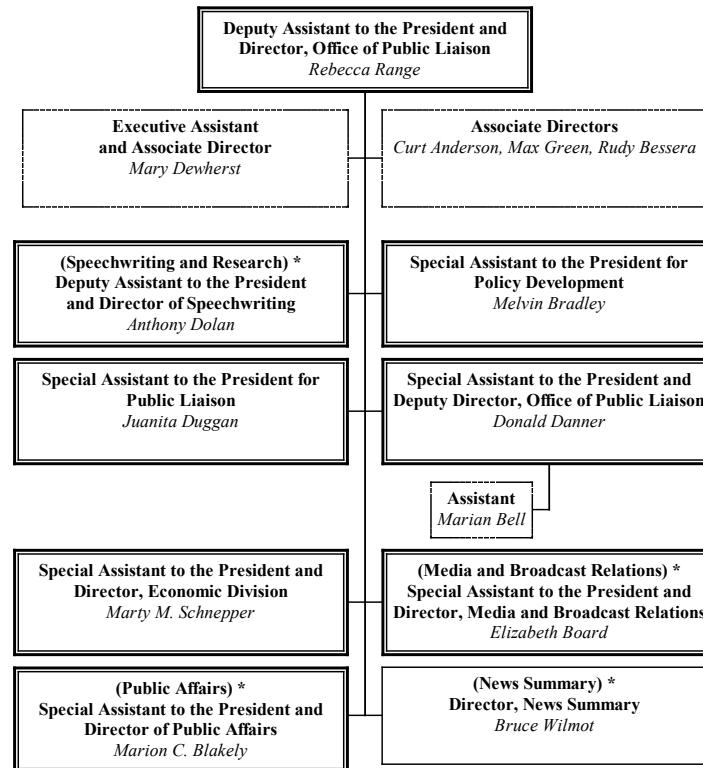 Deputy Assistant to the President and
Director, Office of Public Liaison
Rebecca Range
Executive Assistant
and Associate Director
Mary Dewherst
Associate Directors
Curt Anderson, Max Green, Rudy Bessera
(Speechwriting and Research) *
Deputy Assistant to the President
and Director of Speechwriting
Anthony Dolan
Special Assistant to the President for
Policy Development
Melvin Bradley
Special Assistant to the President for
Public Liaison
Juanita Duggan
Special Assistant to the President and
Deputy Director, Office of Public Liaison
Donald Danner
Assistant
Marian Bell
Special Assistant to the President and
Director, Economic Division
Marty M. Schnepper
(Media and Broadcast Relations) *
Special Assistant to the President and
Director, Media and Broadcast Relations
Elizabeth Board
(Public Affairs) *
Special Assistant to the President and
Director of Public Affairs
Marion C. Blakely
(News Summary) *
Director, News Summary
Bruce Wilmot